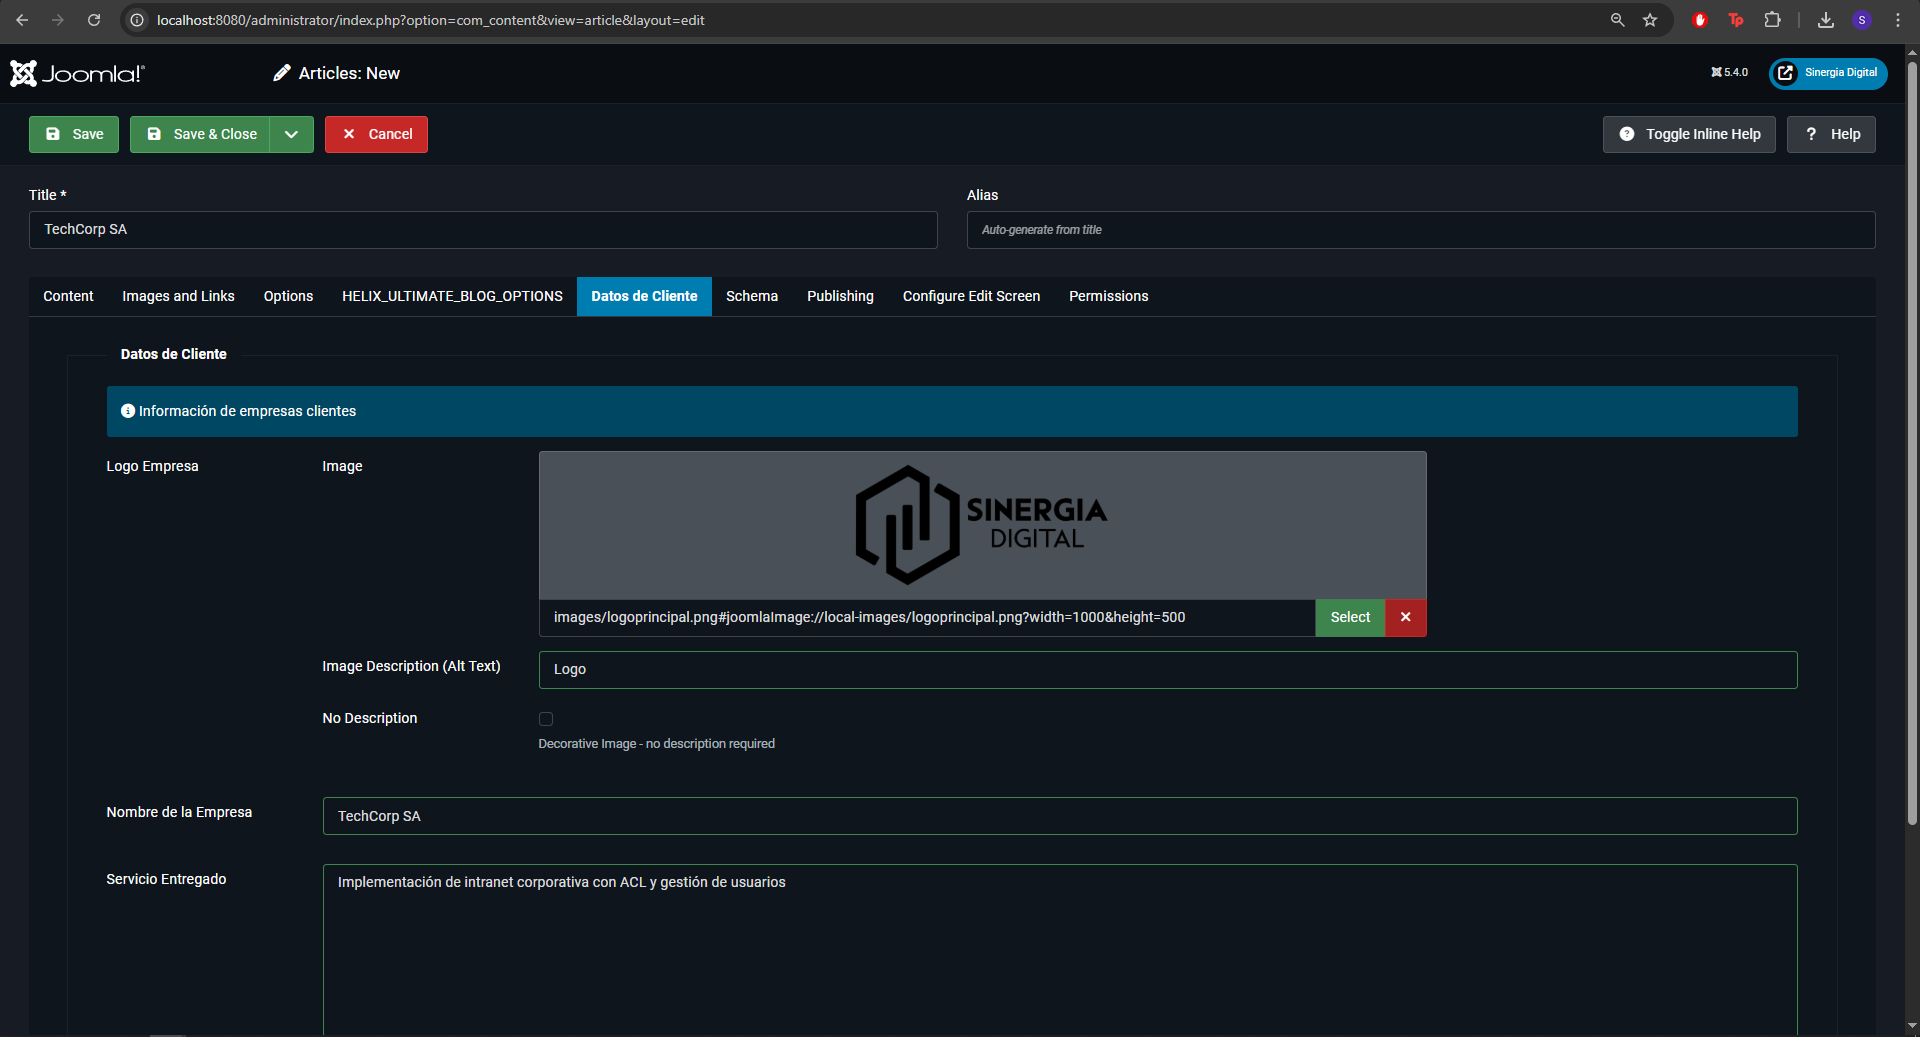 localhost:8080/administrator/index.php?option=com_content&view=article&layout=edit
Tp
S
Joomla!®
Articles: New
5.4.0
Sinergia Digital
Save
Save & Close
Cancel
Toggle Inline Help
? Help
Title *
Alias
TechCorp SA
Auto-generate from title
Content
Images and Links
Options
HELIX_ULTIMATE_BLOG_OPTIONS
Datos de Cliente
Schema
Publishing
Configure Edit Screen
Permissions
Datos de Cliente
Información de empresas clientes
Logo Empresa
Image
SINERGIA
DIGITAL
images/logoprincipal.png#joomlaImage://local-images/logoprincipal.png?width=1000&height=500
Select
Image Description (Alt Text)
Logo
No Description
Decorative Image - no description required
Nombre de la Empresa
TechCorp SA
Servicio Entregado
Implementación de intranet corporativa con ACL y gestión de usuarios